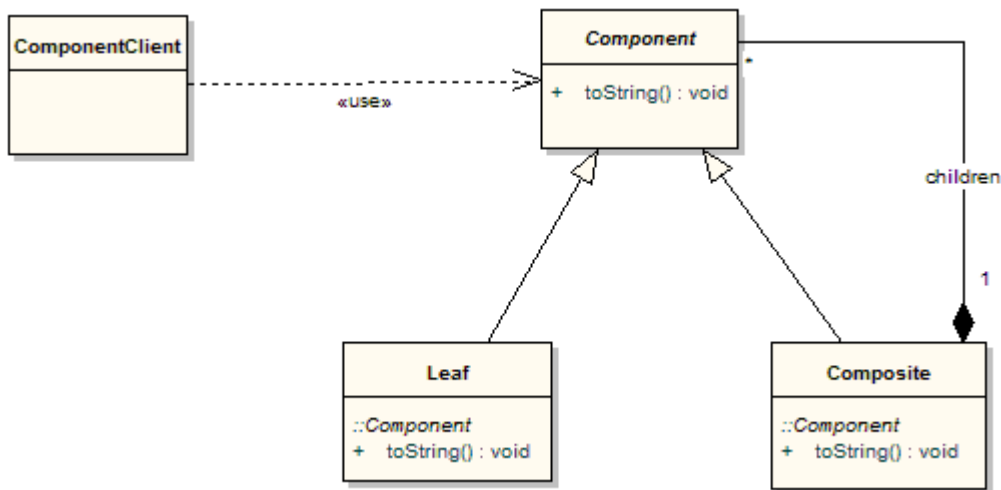 ComponentClient
«use»
Component
+ toString() : void
*
children
1
Leaf
::Component
+ toString() : void
Composite
::Component
+ toString() : void